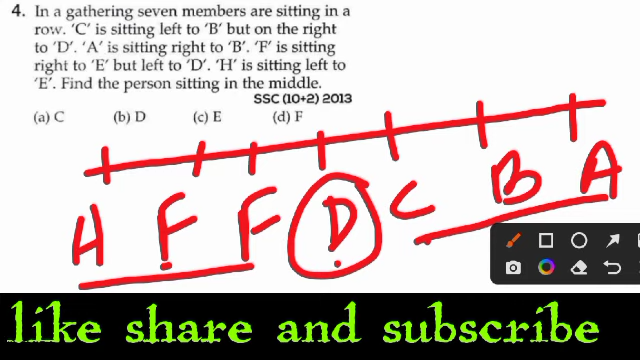 4. In a gathering seven members are sitting in a
row. ‘C’ is sitting left to ‘B’ but on the right
to ‘D’. ‘A’ is sitting right to ‘B’. ‘F’ is sitting
right to ‘E’ but left to ‘D’. ‘H’ is sitting left to
‘E’. Find the person sitting in the middle.
SSC (10+2) 2013
(a) C (b) D (c) E (d) F
H F F D C B A
like share and subscribe